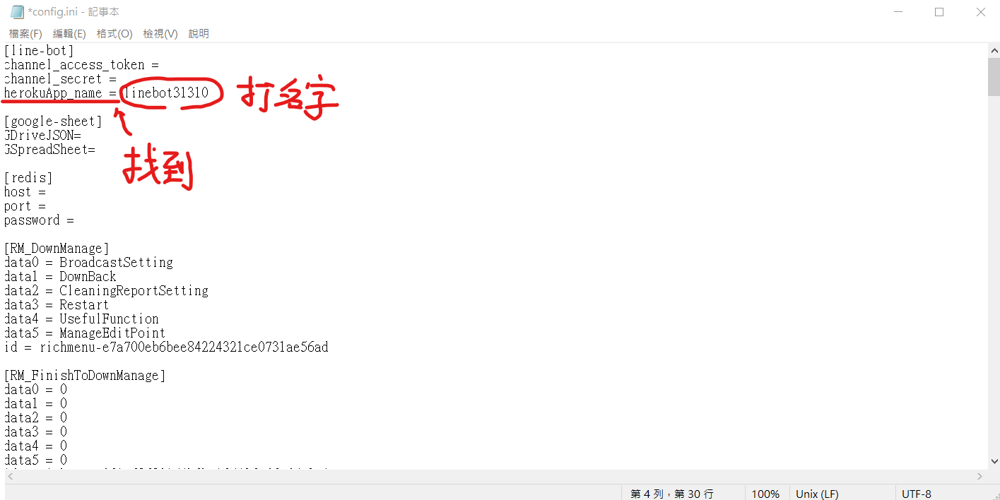 *config.ini - 記事本
檔案(F) 編輯(E) 格式(O) 檢視(V) 說明
[line-bot]
channel_access_token =
channel_secret =
herokuApp_name = linebot31310 打名字
[google-sheet]
GDriveJSON=
GSpreadSheet=
找到
[redis]
host =
port =
password =
[RM_DownManage]
data0 = BroadcastSetting
data1 = DownBack
data2 = CleaningReportSetting
data3 = Restart
data4 = UsefulFunction
data5 = ManageEditPoint
id = richmenu-e7a700eb6bee84224321ce0731ae56ad
[RM_FinishToDownManage]
data0 = 0
data1 = 0
data2 = 0
data3 = 0
data4 = 0
data5 = 0
第 4 列，第 30 行 100% Unix (LF) UTF-8